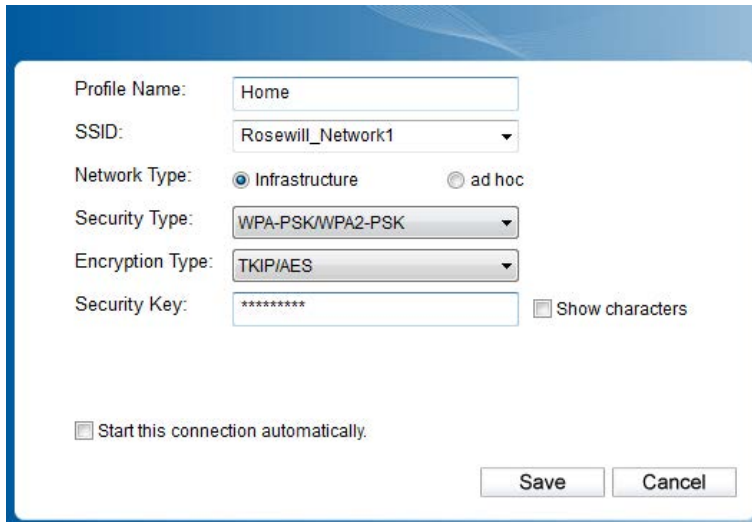 Profile Name: Home
SSID: Rosewill_Network1
Network Type: Infrastructure ad hoc
Security Type: WPA-PSK/WPA2-PSK
Encryption Type: TKIP/AES
Security Key: ********* Show characters
Start this connection automatically.
Save Cancel